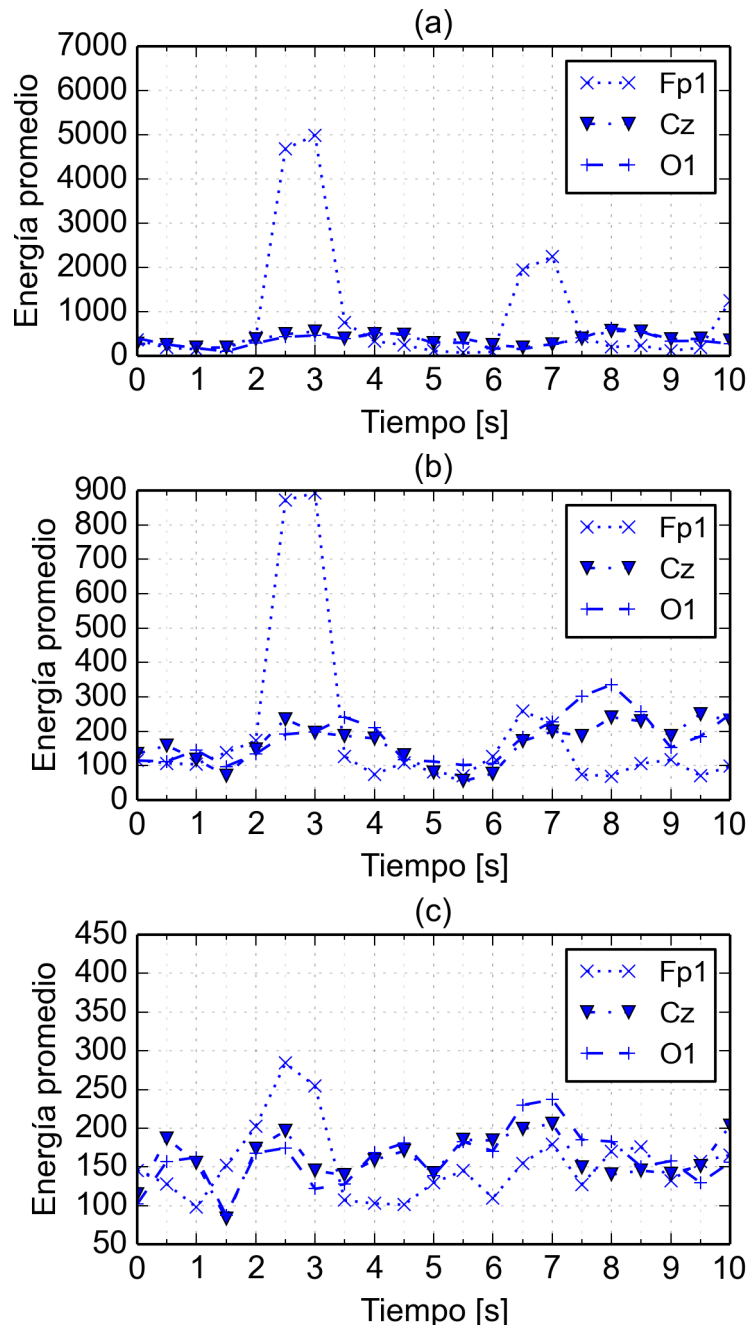 (a)
7000
6000
5000
4000
3000
2000
1000
0
Energía promedio
Fp1
Cz
O1
0 1 2 3 4 5 6 7 8 9 10
Tiempo [s]
(b)
900
800
700
600
500
400
300
200
100
0
Energía promedio
Fp1
Cz
O1
0 1 2 3 4 5 6 7 8 9 10
Tiempo [s]
(c)
450
400
350
300
250
200
150
100
50
Energía promedio
Fp1
Cz
O1
0 1 2 3 4 5 6 7 8 9 10
Tiempo [s]